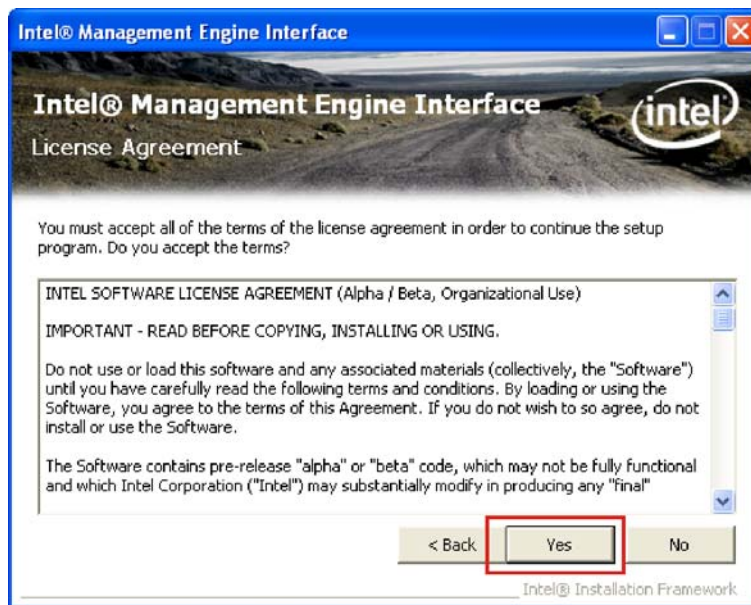 Intel® Management Engine Interface
Intel® Management Engine Interface
intel
License Agreement
You must accept all of the terms of the license agreement in order to continue the setup
program. Do you accept the terms?
INTEL SOFTWARE LICENSE AGREEMENT (Alpha / Beta, Organizational Use)
IMPORTANT - READ BEFORE COPYING, INSTALLING OR USING.
Do not use or load this software and any associated materials (collectively, the "Software")
until you have carefully read the following terms and conditions. By loading or using the
Software, you agree to the terms of this Agreement. If you do not wish to so agree, do not
install or use the Software.
The Software contains pre-release "alpha" or "beta" code, which may not be fully functional
and which Intel Corporation ("Intel") may substantially modify in producing any "final"
< Back Yes No
Intel® Installation Framework